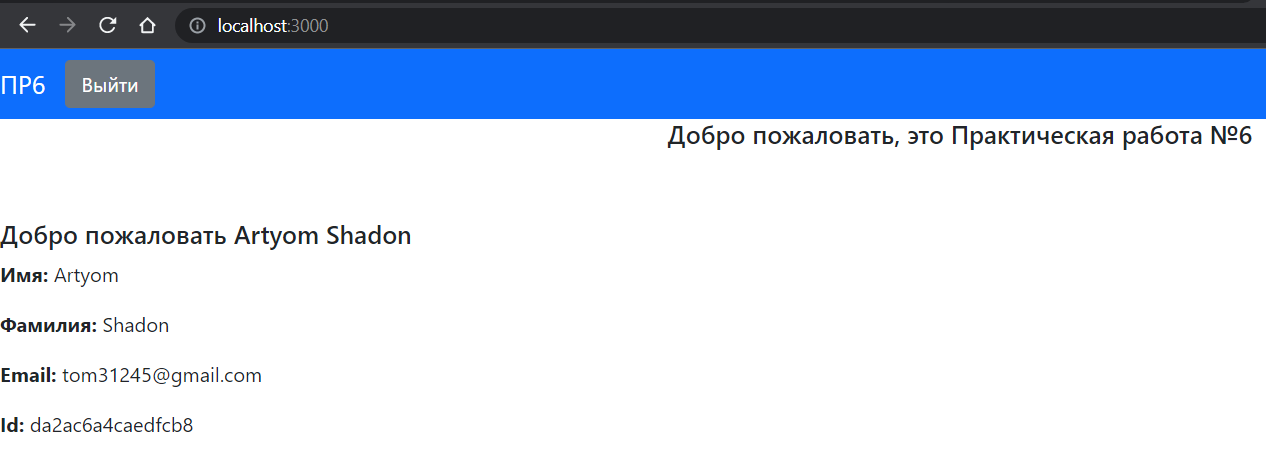 localhost:3000
ПР6 Выйти
Добро пожаловать, это Практическая работа №6
Добро пожаловать Artyom Shadon
Имя: Artyom
Фамилия: Shadon
Email: tom31245@gmail.com
Id: da2ac6a4caedfcb8